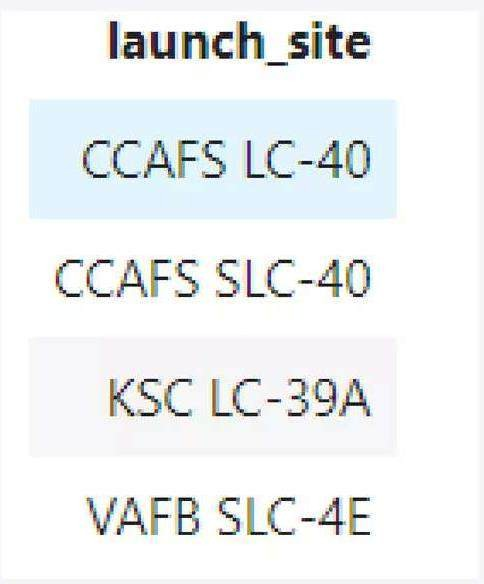 launch_site
CCAFS LC-40
CCAFS SLC-40
KSC LC-39A
VAFB SLC-4E